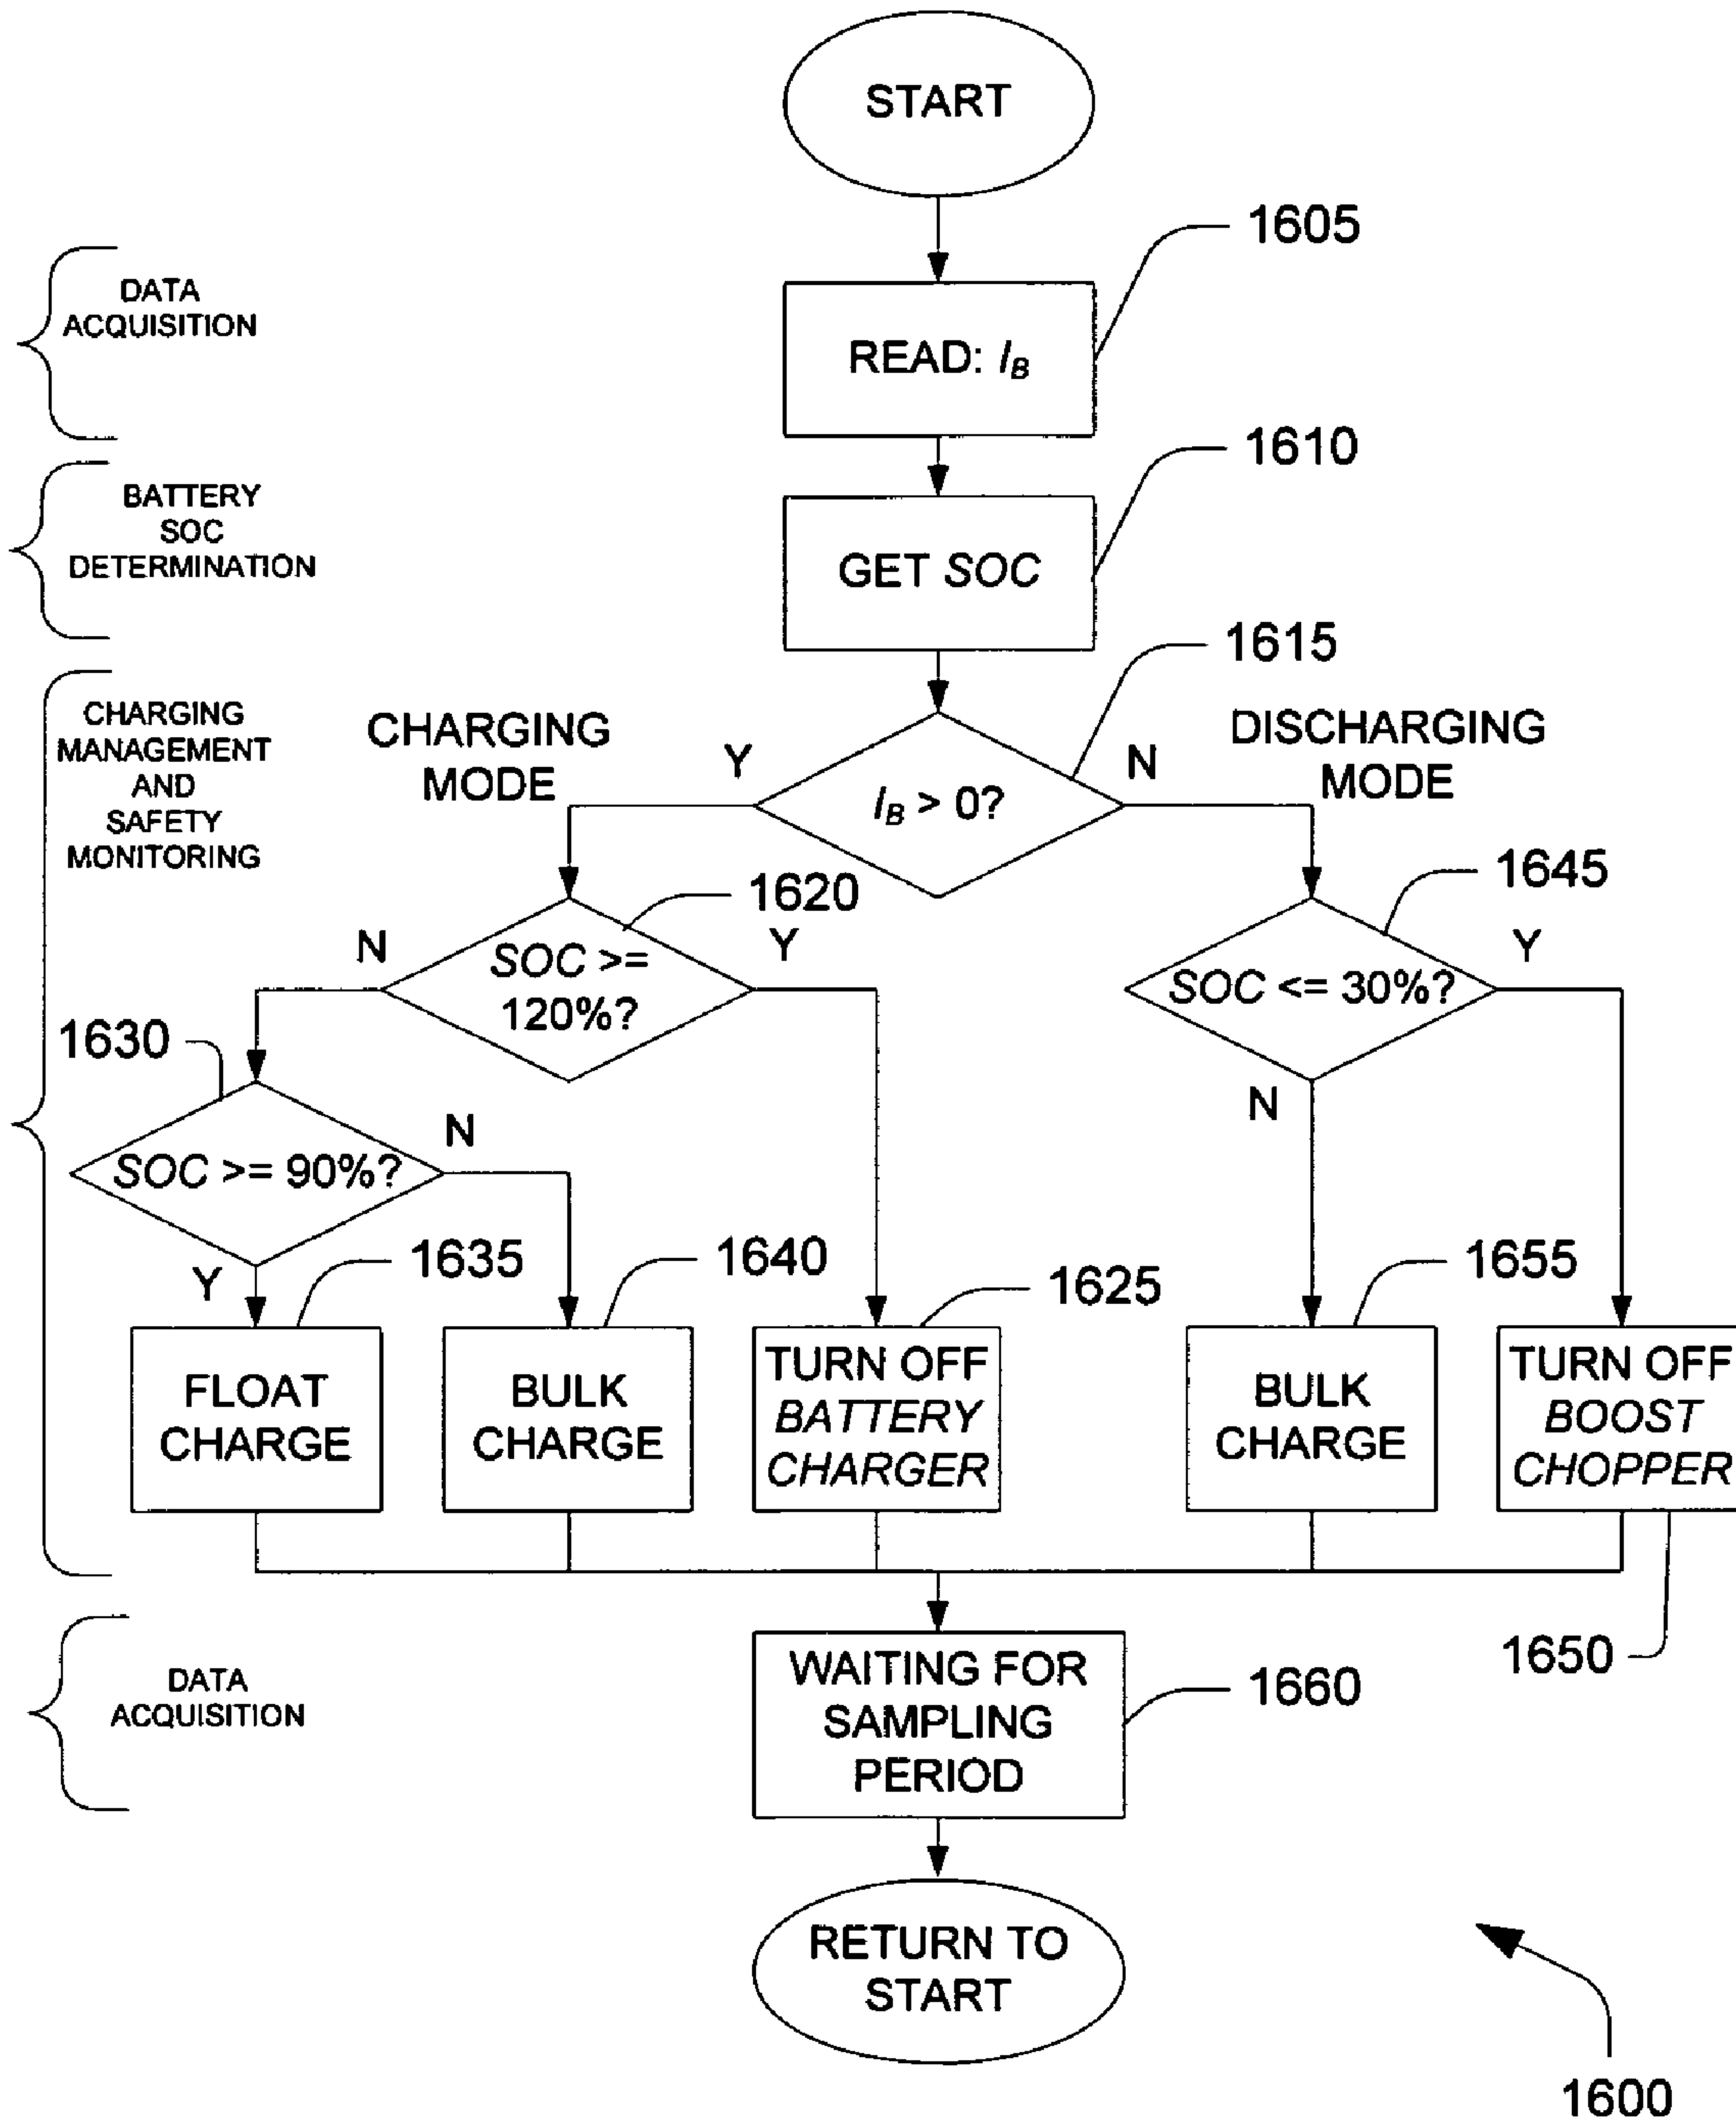 START
1605
DATA
ACQUISITION
READ: I_B
1610
BATTERY
SOC
DETERMINATION
GET SOC
1615
CHARGING
MANAGEMENT
AND
SAFETY
MONITORING
CHARGING
MODE
Y
I_B > 0?
N
DISCHARGING
MODE
1620
N
SOC >=
120%?
Y
1645
SOC <= 30%?
Y
N
1630
SOC >= 90%?
N
Y
1635
FLOAT
CHARGE
1640
BULK
CHARGE
1625
TURN OFF
BATTERY
CHARGER
1655
BULK
CHARGE
TURN OFF
BOOST
CHOPPER
1650
DATA
ACQUISITION
WAITING FOR
SAMPLING
PERIOD
1660
RETURN TO
START
1600